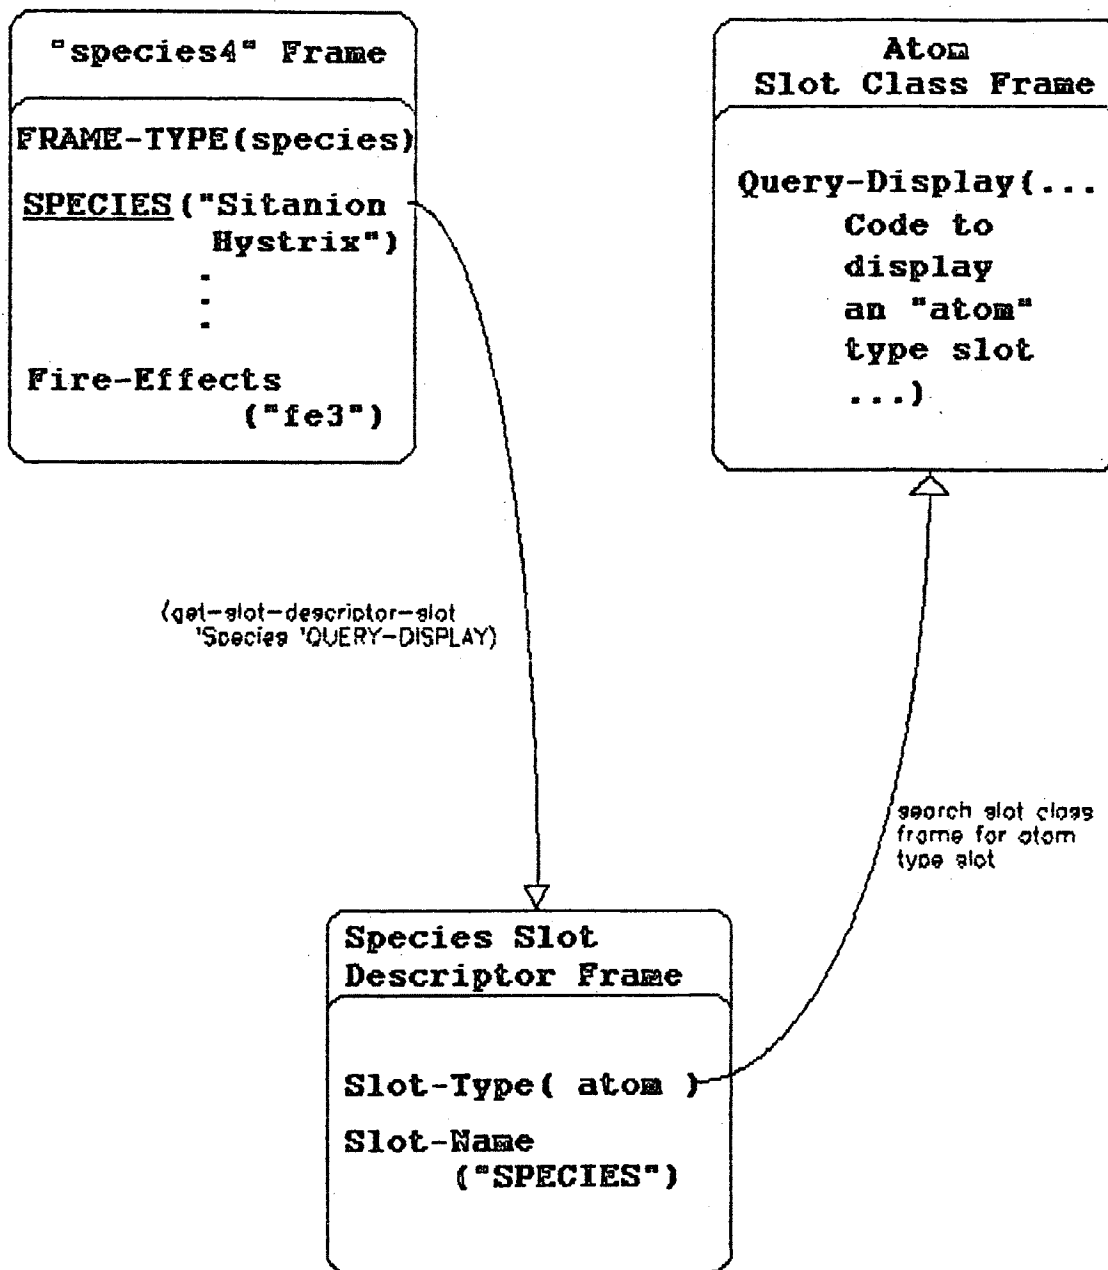 "species4" Frame
FRAME-TYPE(species)
SPECIES("Sitanion
Hystrix")
.
.
.
Fire-Effects
("fe3")
Atom
Slot Class Frame
Query-Display(...
Code to
display
an "atom"
type slot
...)
(get-slot-descriptor-slot
'Species 'QUERY-DISPLAY)
search slot class
frame for atom
type slot
Species Slot
Descriptor Frame
Slot-Type( atom )
Slot-Name
("SPECIES")